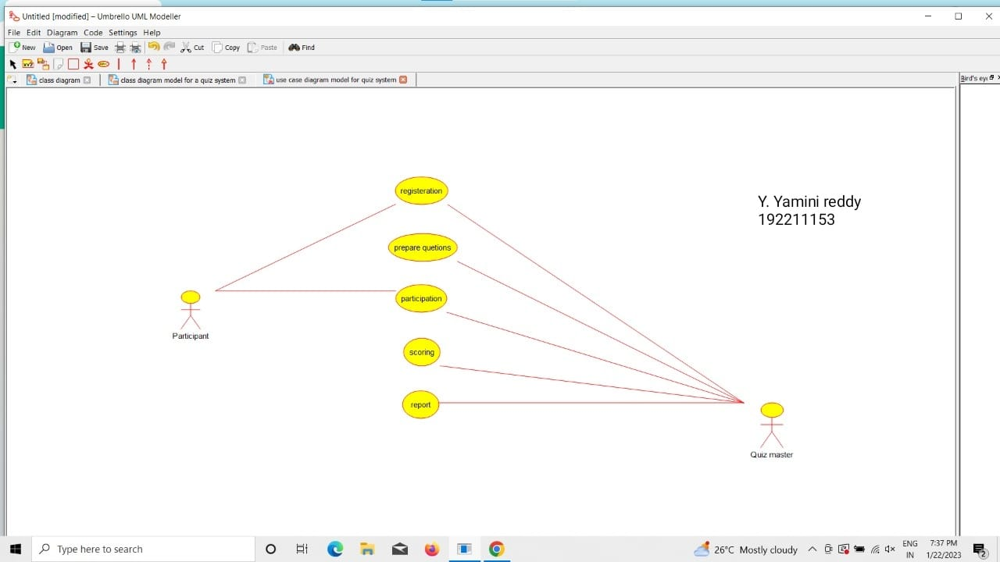 Untitled [modified] – Umbrello UML Modeller
File Edit Diagram Code Settings Help
New Open Save Cut Copy Paste Find
class diagram class diagram model for a quiz system use case diagram model for quiz system
Bird's ey
registeration
Y. Yamini reddy
192211153
prepare quetions
participation
Participant
scoring
report
Quiz master
Type here to search
26°C Mostly cloudy
ENG
IN
7:37 PM
1/22/2023
2